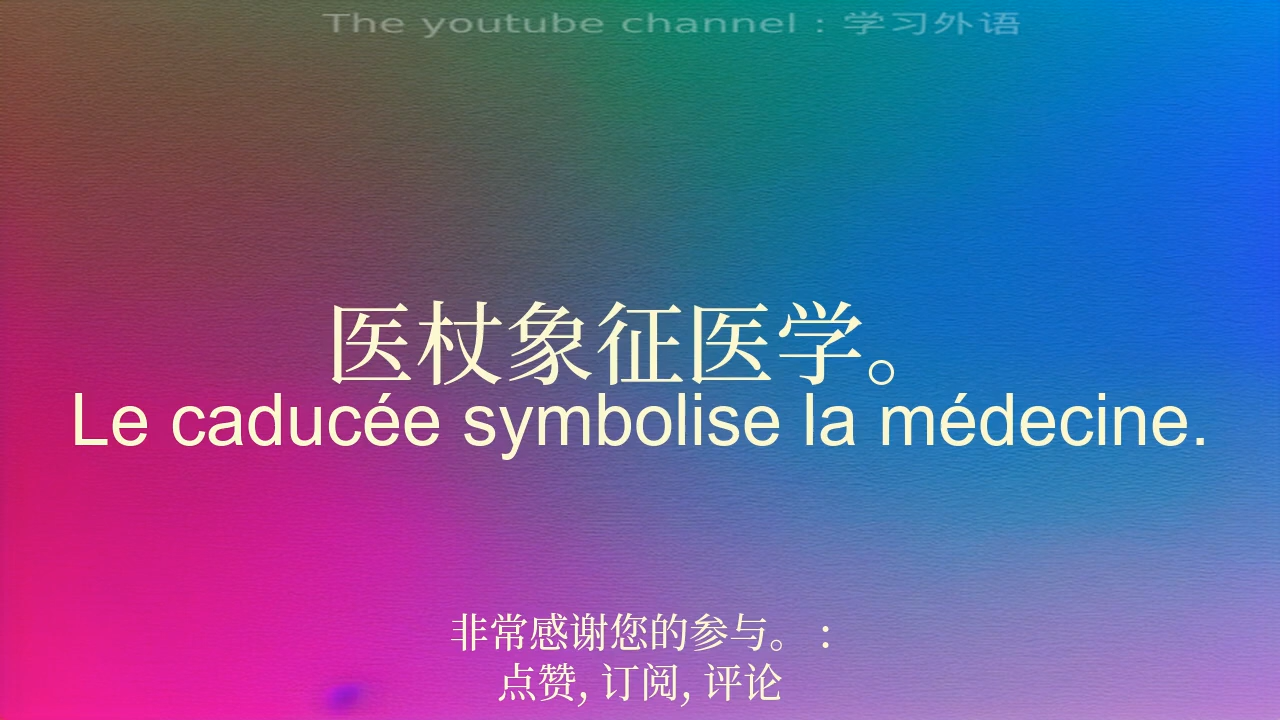 The youtube channel : 学习外语
医杖象征医学。
Le caducée symbolise la médecine.
非常感谢您的参与。 :
点赞, 订阅, 评论